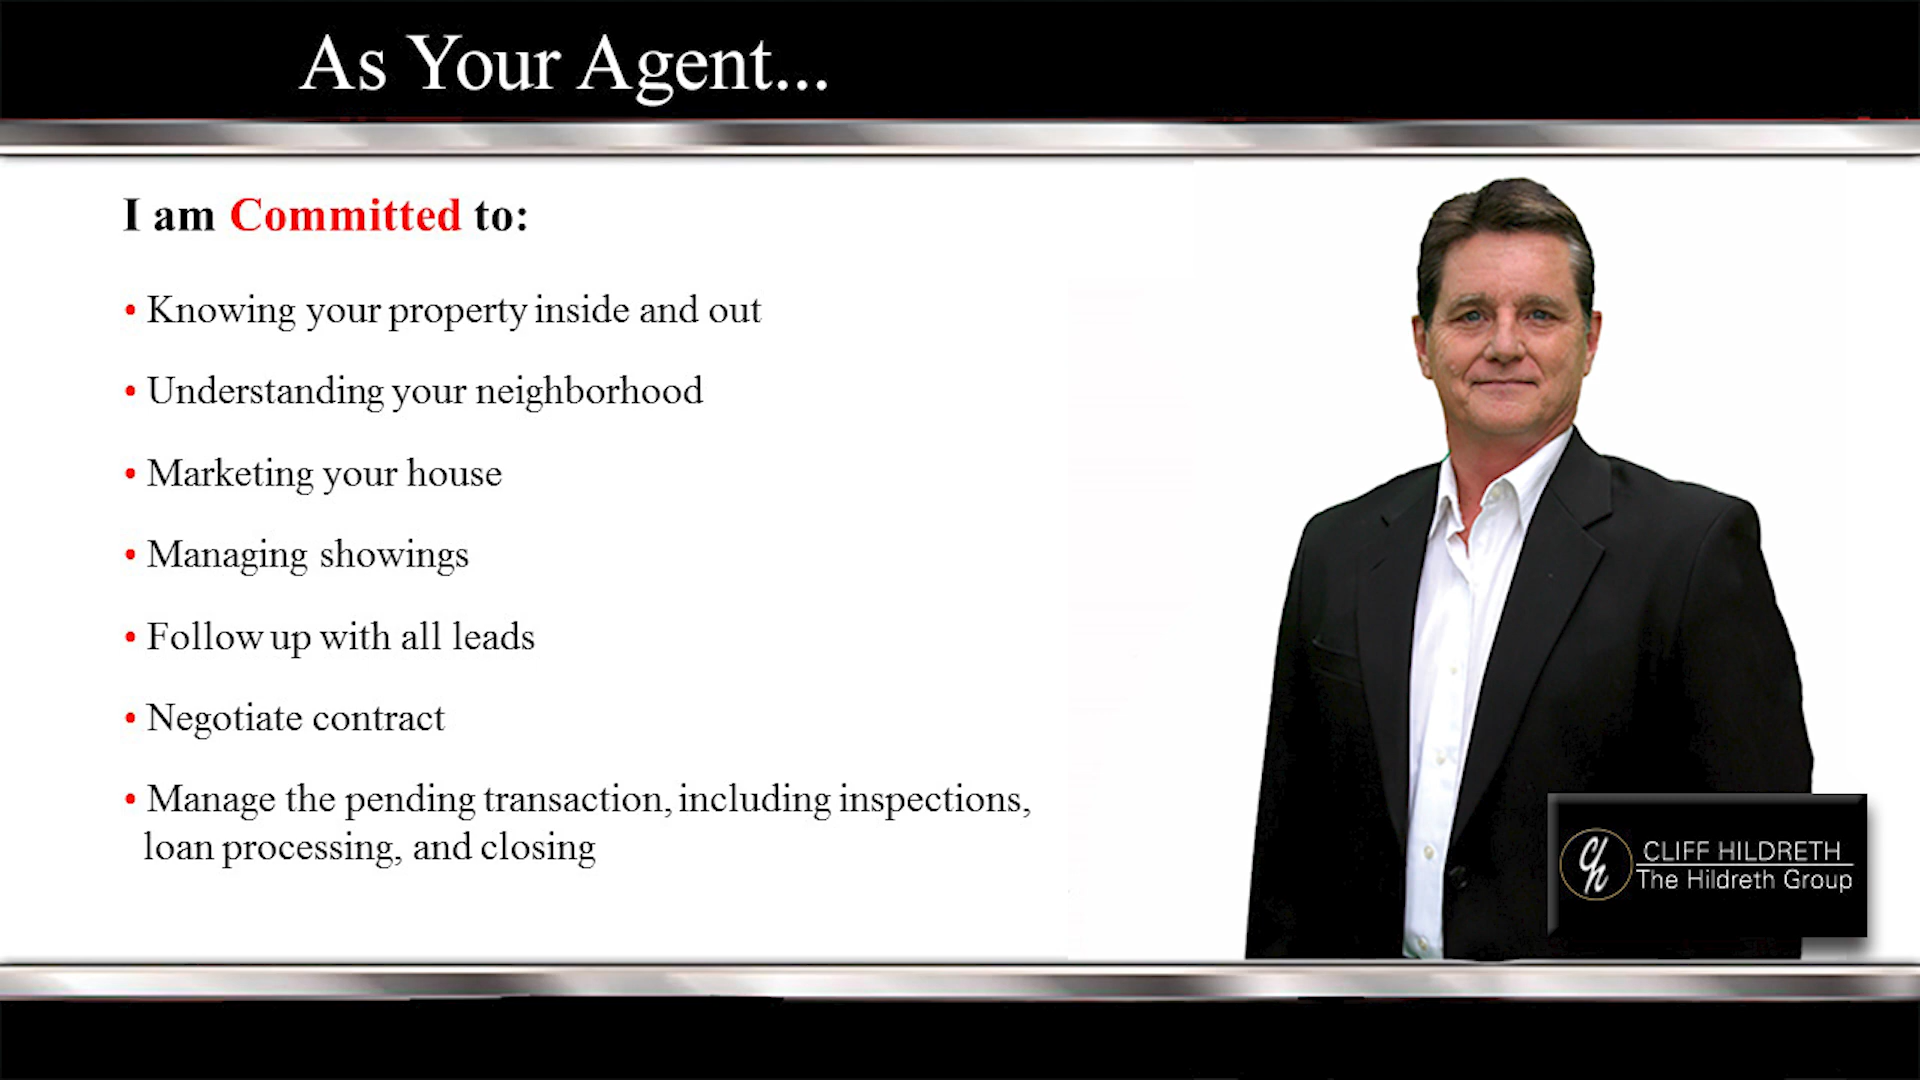 As Your Agent...
I am Committed to:
• Knowing your property inside and out
• Understanding your neighborhood
• Marketing your house
• Managing showings
• Follow up with all leads
• Negotiate contract
• Manage the pending transaction, including inspections,
loan processing, and closing
ch
CLIFF HILDRETH
The Hildreth Group